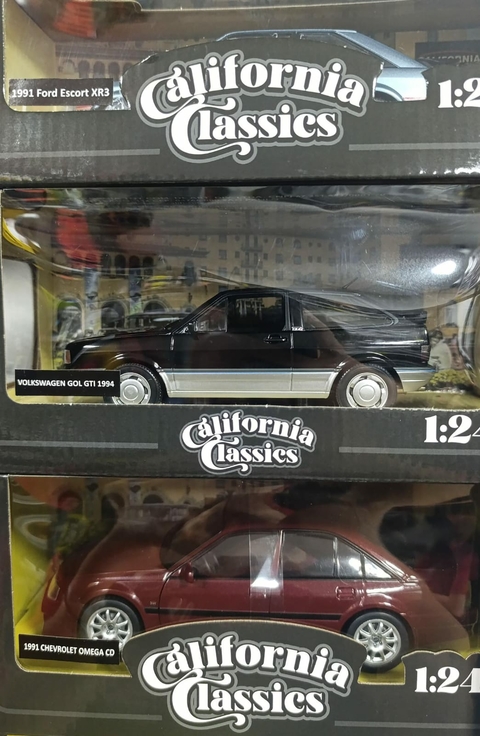 1991 Ford Escort XR3
California
Classics
1:2
VOLKSWAGEN GOL GTI 1994
California
Classics
1:24
1991 CHEVROLET OMEGA CD
California
Classics
1:24